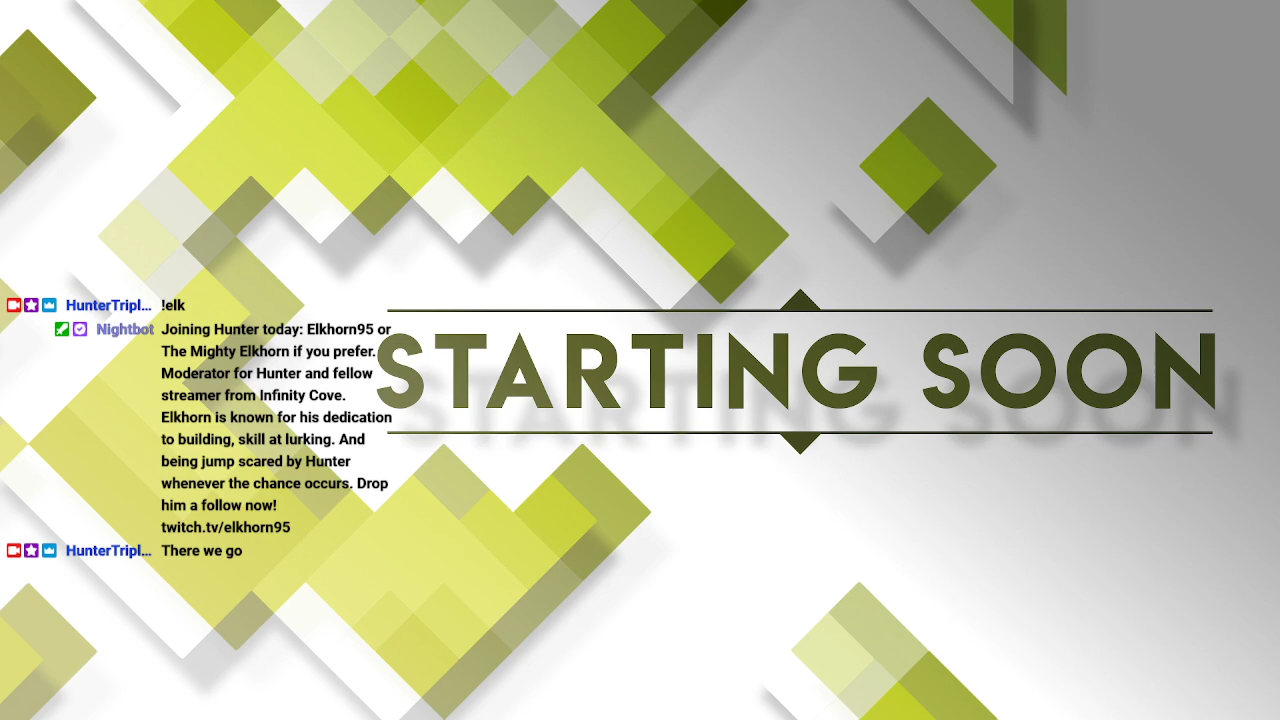 HunterTripl... !elk
Nightbot Joining Hunter today: Elkhorn95 or
The Mighty Elkhorn if you prefer.
Moderator for Hunter and fellow
streamer from Infinity Cove.
Elkhorn is known for his dedication
to building, skill at lurking. And
being jump scared by Hunter
whenever the chance occurs. Drop
him a follow now!
twitch.tv/elkhorn95
HunterTripl... There we go
STARTING SOON